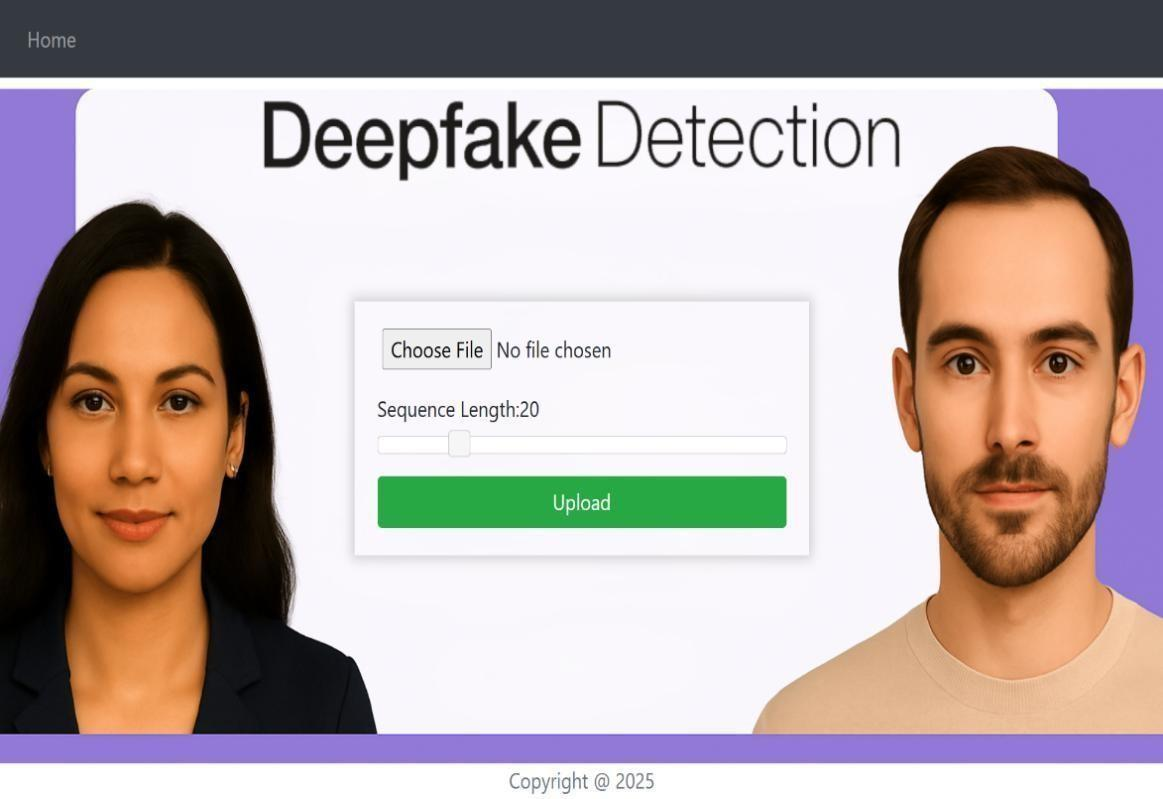 Home
Deepfake Detection
Choose File No file chosen
Sequence Length:20
Upload
Copyright @ 2025